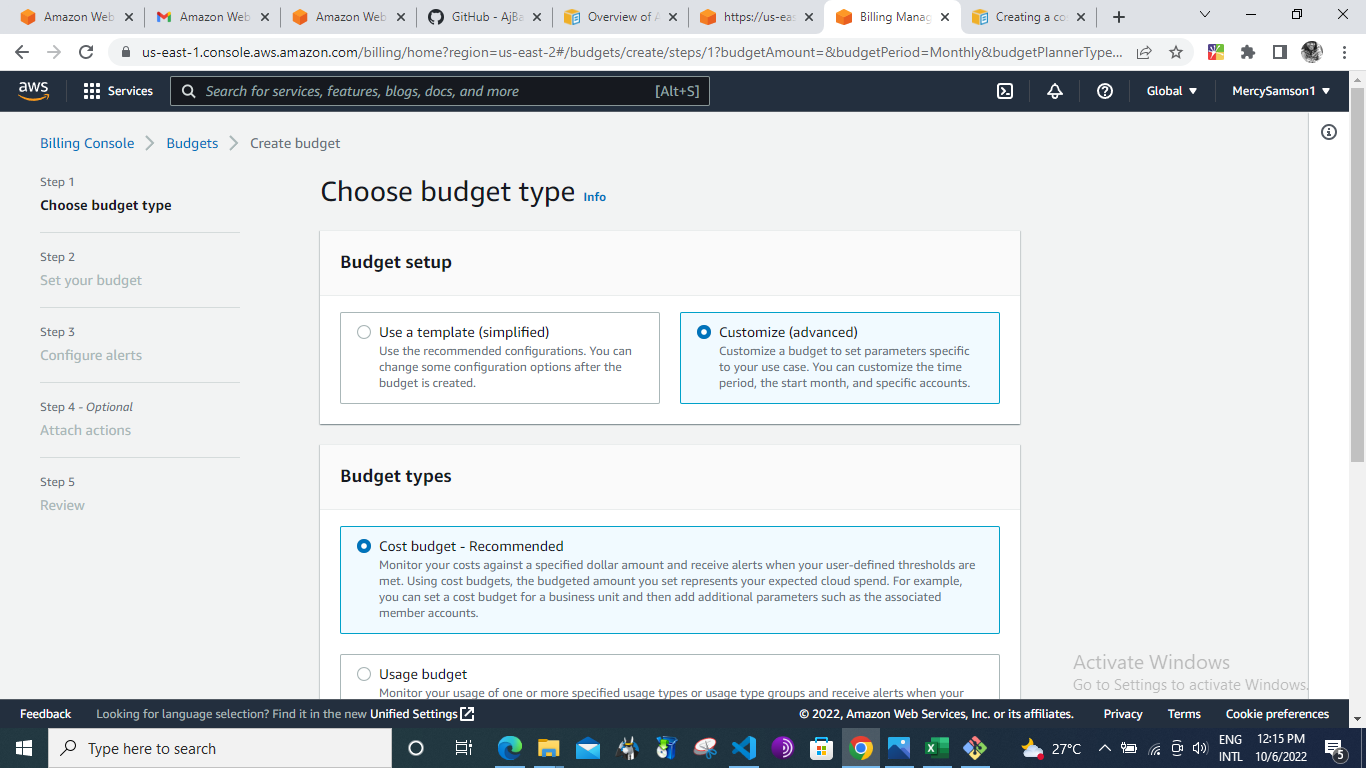 Amazon Web
Amazon Web
Amazon Web
GitHub - AjBa
Overview of A
https://us-eas
Billing Manag
Creating a co
us-east-1.console.aws.amazon.com/billing/home?region=us-east-2#/budgets/create/steps/1?budgetAmount=&budgetPeriod=Monthly&budgetPlannerType...
aws
Services
Search for services, features, blogs, docs, and more
[Alt+S]
Global
MercySamson1
Billing Console
Budgets
Create budget
Step 1
Choose budget type
Step 2
Set your budget
Step 3
Configure alerts
Step 4 - Optional
Attach actions
Step 5
Review
Choose budget type Info
Budget setup
Use a template (simplified)
Use the recommended configurations. You can
change some configuration options after the
budget is created.
Customize (advanced)
Customize a budget to set parameters specific
to your use case. You can customize the time
period, the start month, and specific accounts.
Budget types
Cost budget - Recommended
Monitor your costs against a specified dollar amount and receive alerts when your user-defined thresholds are
met. Using cost budgets, the budgeted amount you set represents your expected cloud spend. For example,
you can set a cost budget for a business unit and then add additional parameters such as the associated
member accounts.
Usage budget
Monitor your usage of one or more specified usage types or usage type groups and receive alerts when your
Activate Windows
Go to Settings to activate Windows.
Feedback
Looking for language selection? Find it in the new Unified Settings
© 2022, Amazon Web Services, Inc. or its affiliates.
Privacy
Terms
Cookie preferences
Type here to search
27°C
ENG
INTL
12:15 PM
10/6/2022
5